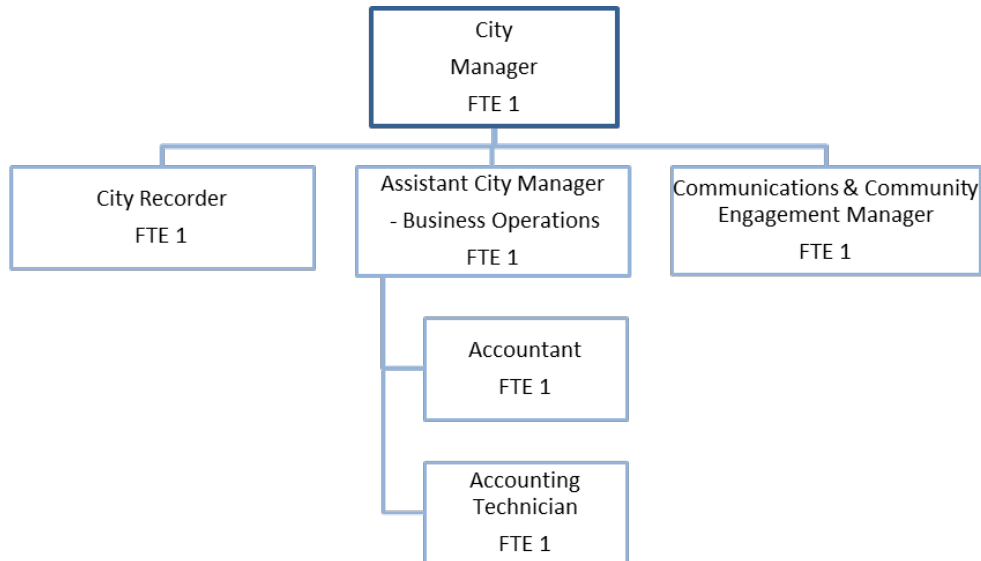 City
Manager
FTE 1
City Recorder
FTE 1
Assistant City Manager
- Business Operations
FTE 1
Communications & Community
Engagement Manager
FTE 1
Accountant
FTE 1
Accounting
Technician
FTE 1